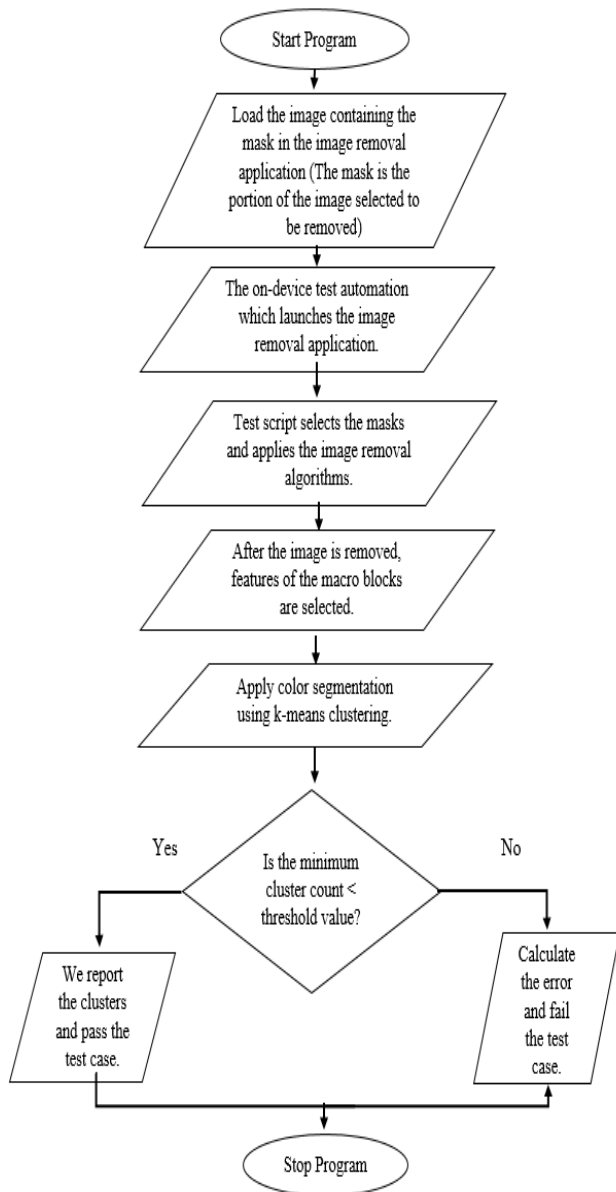 Start Program
Load the image containing the
mask in the image removal
application (The mask is the
portion of the image selected to
be removed)
The on-device test automation
which launches the image
removal application.
Test script selects the masks
and applies the image removal
algorithms.
After the image is removed,
features of the macro blocks
are selected.
Apply color segmentation
using k-means clustering.
Yes
No
Is the minimum
cluster count <
threshold value?
We report
the clusters
and pass the
test case.
Calculate
the error
and fail
the test
case.
Stop Program